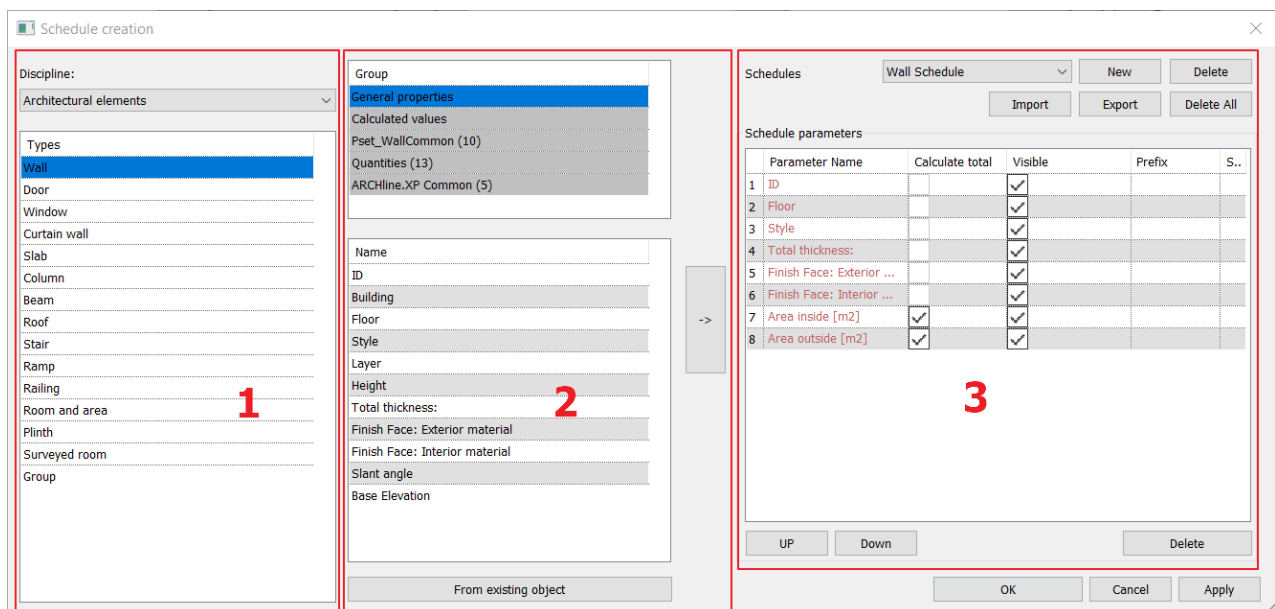 Schedule creation
Discipline:
Architectural elements
Types
Wall
Door
Window
Curtain wall
Slab
Column
Beam
Roof
Stair
Ramp
Railing
Room and area
Plinth
Surveyed room
Group
1
Group
General properties
Calculated values
Pset_WallCommon (10)
Quantities (13)
ARCHline.XP Common (5)
Name
ID
Building
Floor
Style
Layer
Height
Total thickness:
Finish Face: Exterior material
Finish Face: Interior material
Slant angle
Base Elevation
2
->
From existing object
Schedules Wall Schedule New Delete
Import Export Delete All
Schedule parameters
Parameter Name Calculate total Visible Prefix S..
1 ID
2 Floor
3 Style
4 Total thickness:
5 Finish Face: Exterior ...
6 Finish Face: Interior ...
7 Area inside [m2]
8 Area outside [m2]
3
UP Down Delete
OK Cancel Apply